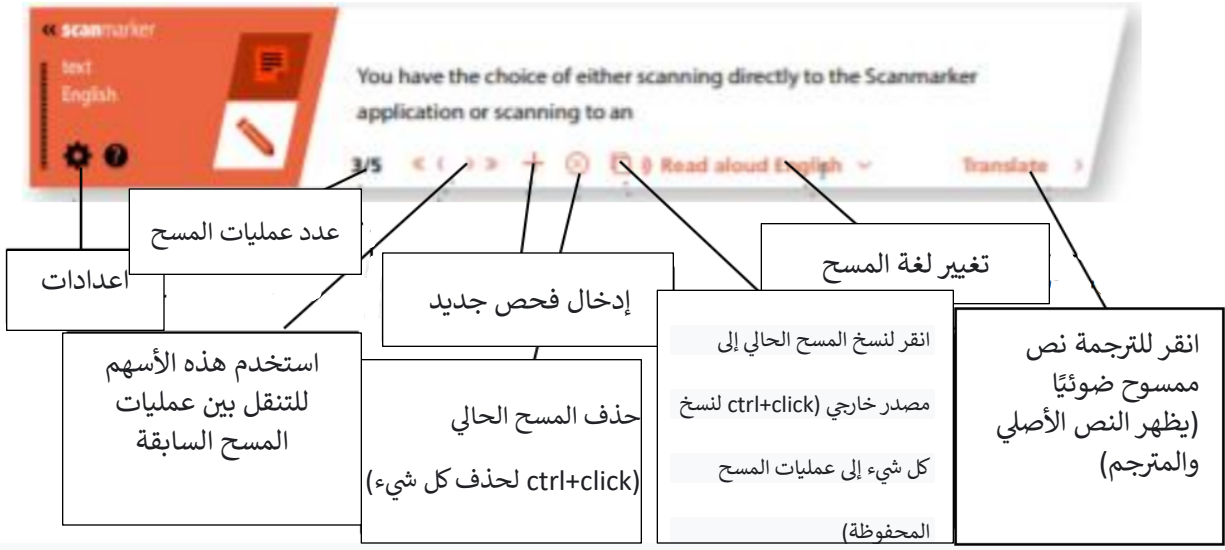 « scanmarker
text
English
You have the choice of either scanning directly to the Scanmarker
application or scanning to an
3/5 « ‹ › » + Read aloud English Translate ›
عدد عمليات المسح
اعدادات
تغيير لغة المسح
إدخال فحص جديد
استخدم هذه الأسهم
للتنقل بين عمليات
المسح السابقة
حذف المسح الحالي
(ctrl+click لحذف كل شيء)
انقر لنسخ المسح الحالي إلى
مصدر خارجي (ctrl+click لنسخ
كل شيء إلى عمليات المسح
المحفوظة)
انقر للترجمة نص
ممسوح ضوئيًا
(يظهر النص الأصلي
والمترجم)